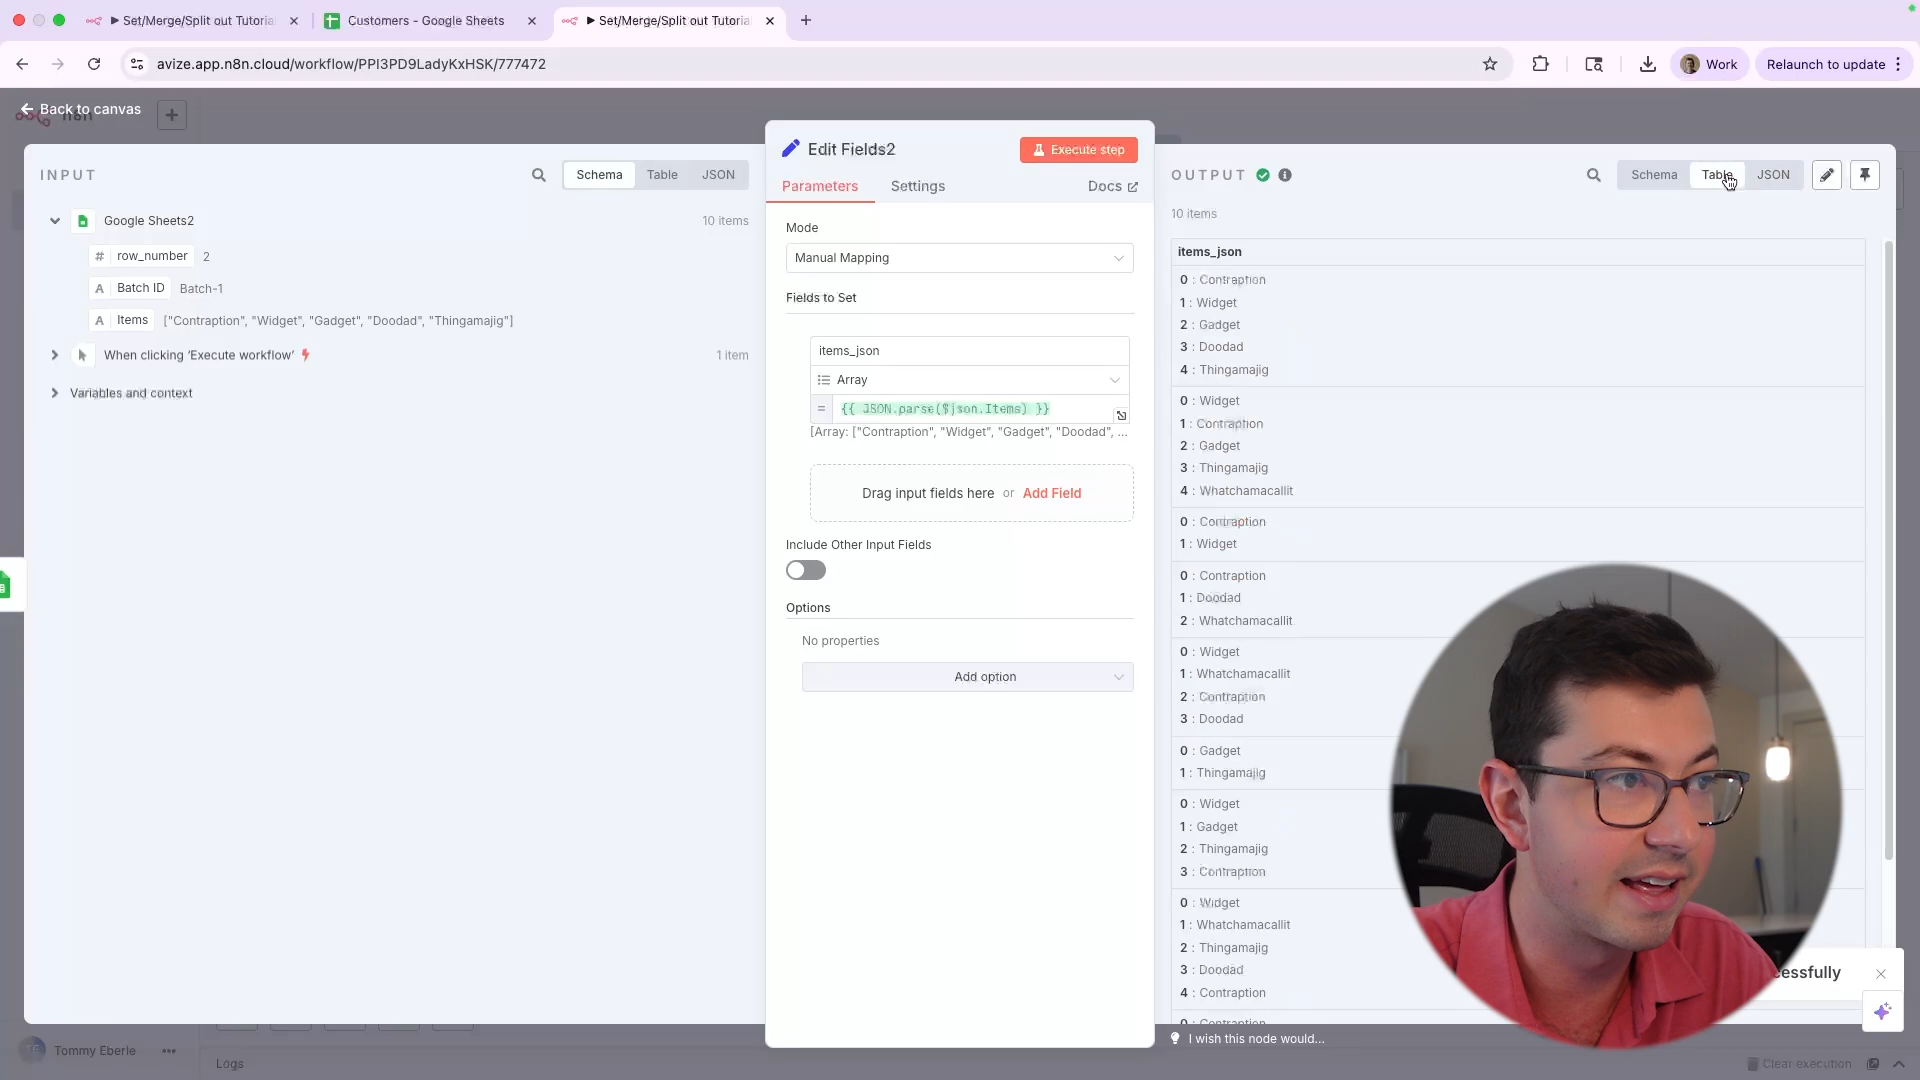 Set/Merge/Split out Tutoria
Customers - Google Sheets
Set/Merge/Split out Tutoria
avize.app.n8n.cloud/workflow/PPI3PD9LadyKxHSK/777472
Work
Relaunch to update
Back to canvas
n8n
INPUT
Schema
Table
JSON
Google Sheets2
10 items
# row_number 2
A Batch ID Batch-1
A Items ["Contraption", "Widget", "Gadget", "Doodad", "Thingamajig"]
When clicking 'Execute workflow'
1 item
Variables and context
Edit Fields2
Execute step
Parameters
Settings
Docs
Mode
Manual Mapping
Fields to Set
items_json
Array
= {{ JSON.parse($json.Items) }}
[Array: ["Contraption", "Widget", "Gadget", "Doodad", ...
Drag input fields here or Add Field
Include Other Input Fields
Options
No properties
Add option
OUTPUT
Schema
Table
JSON
10 items
items_json
0 : Contraption
1 : Widget
2 : Gadget
3 : Doodad
4 : Thingamajig
0 : Widget
1 : Contraption
2 : Gadget
3 : Thingamajig
4 : Whatchamacallit
0 : Contraption
1 : Widget
0 : Contraption
1 : Doodad
2 : Whatchamacallit
0 : Widget
1 : Whatchamacallit
2 : Contraption
3 : Doodad
0 : Gadget
1 : Thingamajig
0 : Widget
1 : Gadget
2 : Thingamajig
3 : Contraption
0 : Widget
1 : Whatchamacallit
2 : Thingamajig
3 : Doodad
4 : Contraption
0 : Contraption
cessfully
I wish this node would...
Tommy Eberle
Logs
Clear execution